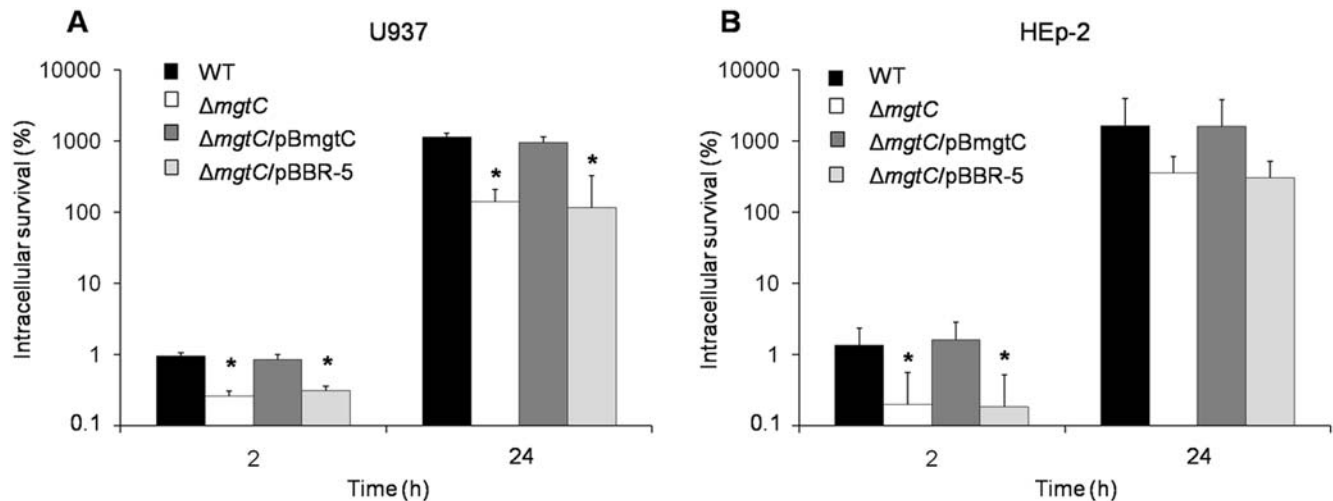 A
U937
WT
ΔmgtC
ΔmgtC/pBmgtC
ΔmgtC/pBBR-5
Intracellular survival (%)
10000
1000
100
10
1
0.1
*
*
*
*
2
24
Time (h)
B
HEp-2
WT
ΔmgtC
ΔmgtC/pBmgtC
ΔmgtC/pBBR-5
Intracellular survival (%)
10000
1000
100
10
1
0.1
*
*
2
24
Time (h)